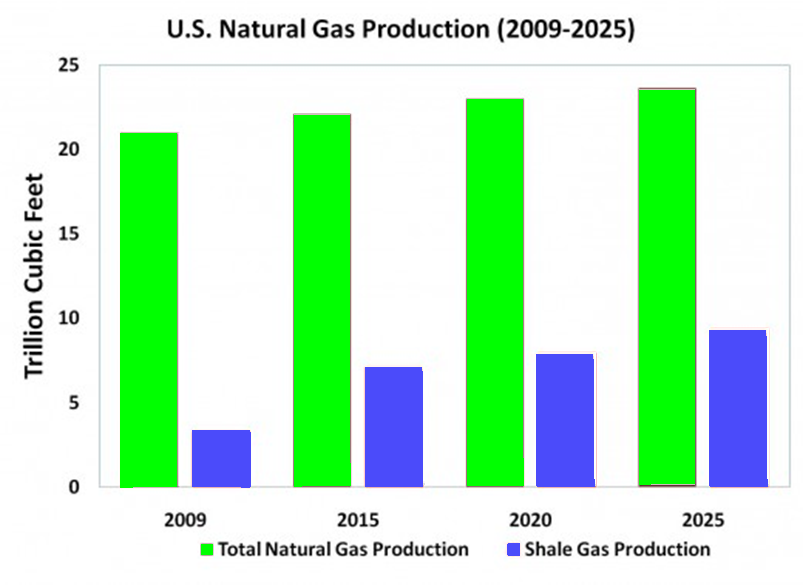 U.S. Natural Gas Production (2009-2025)
Trillion Cubic Feet
25
20
15
10
5
0
2009 2015 2020 2025
Total Natural Gas Production Shale Gas Production